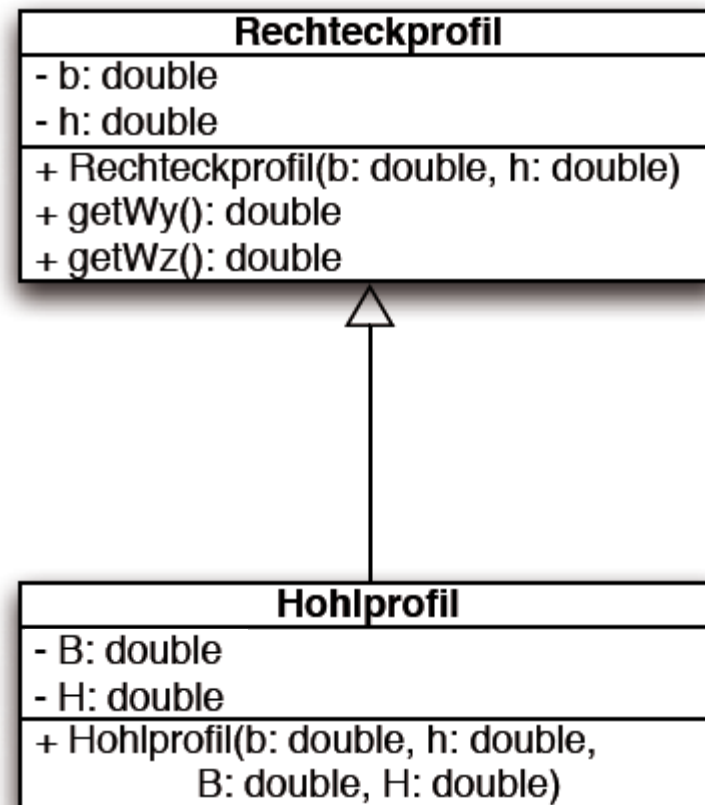 Rechteckprofil
- b: double
- h: double
+ Rechteckprofil(b: double, h: double)
+ getWy(): double
+ getWz(): double
Hohlprofil
- B: double
- H: double
+ Hohlprofil(b: double, h: double,
B: double, H: double)